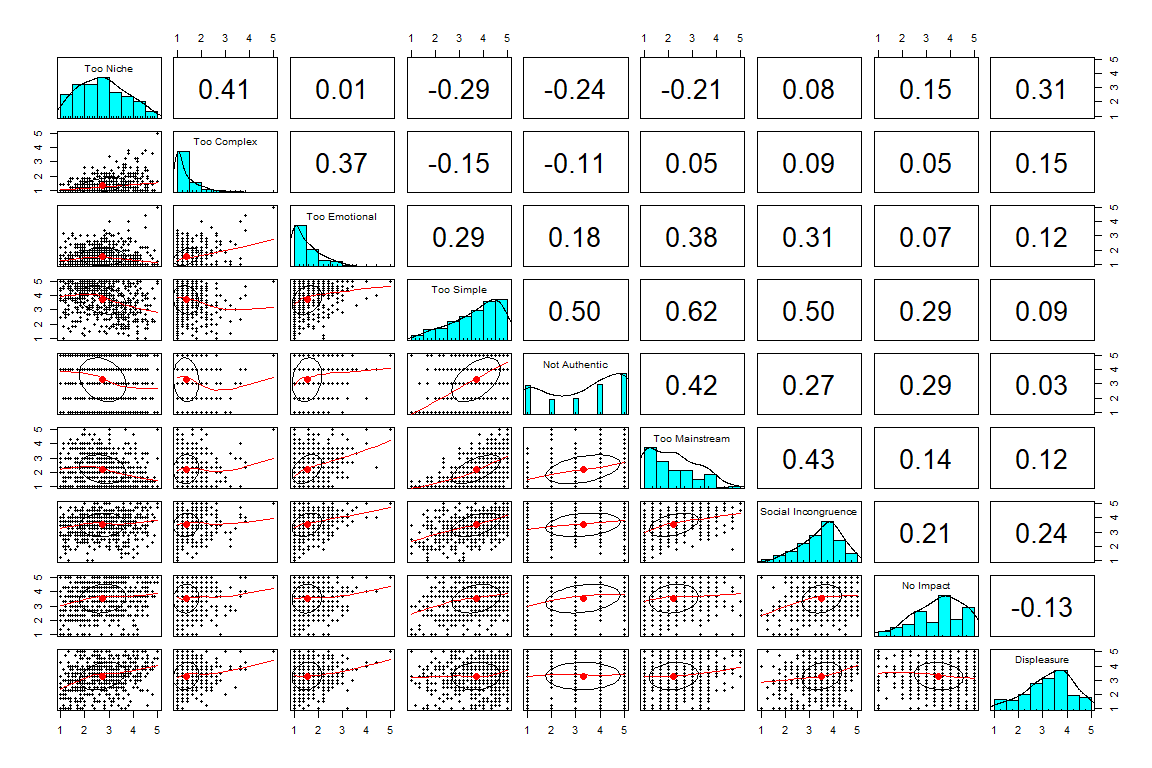 1 2 3 4 5 1 2 3 4 5 1 2 3 4 5 1 2 3 4 5
Too Niche
0.41 0.01 -0.29 -0.24 -0.21 0.08 0.15 0.31
1 2 3 4 5
1 2 3 4 5
Too Complex
0.37 -0.15 -0.11 0.05 0.09 0.05 0.15
Too Emotional
0.29 0.18 0.38 0.31 0.07 0.12
1 2 3 4 5
1 2 3 4 5
Too Simple
0.50 0.62 0.50 0.29 0.09
Not Authentic
0.42 0.27 0.29 0.03
1 2 3 4 5
1 2 3 4 5
Too Mainstream
0.43 0.14 0.12
Social Incongruence
0.21 0.24
1 2 3 4 5
1 2 3 4 5
No Impact
-0.13
Displeasure
1 2 3 4 5
1 2 3 4 5 1 2 3 4 5 1 2 3 4 5 1 2 3 4 5 1 2 3 4 5